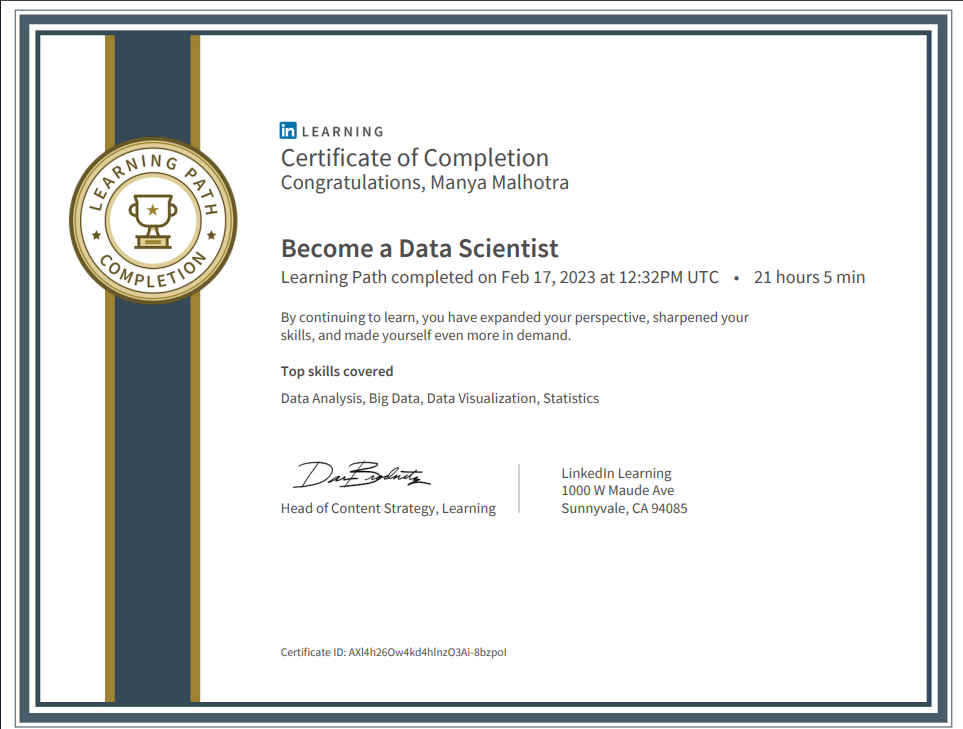 LEARNING PATH
COMPLETION
in LEARNING
Certificate of Completion
Congratulations, Manya Malhotra
Become a Data Scientist
Learning Path completed on Feb 17, 2023 at 12:32PM UTC • 21 hours 5 min
By continuing to learn, you have expanded your perspective, sharpened your
skills, and made yourself even more in demand.
Top skills covered
Data Analysis, Big Data, Data Visualization, Statistics
Head of Content Strategy, Learning
LinkedIn Learning
1000 W Maude Ave
Sunnyvale, CA 94085
Certificate ID: AXl4h26Ow4kd4hlnzO3Ai-8bzpoI